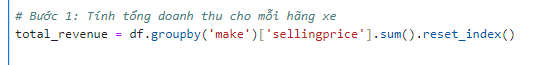 # Bước 1: Tính tổng doanh thu cho mỗi hãng xe
total_revenue = df.groupby('make')['sellingprice'].sum().reset_index()